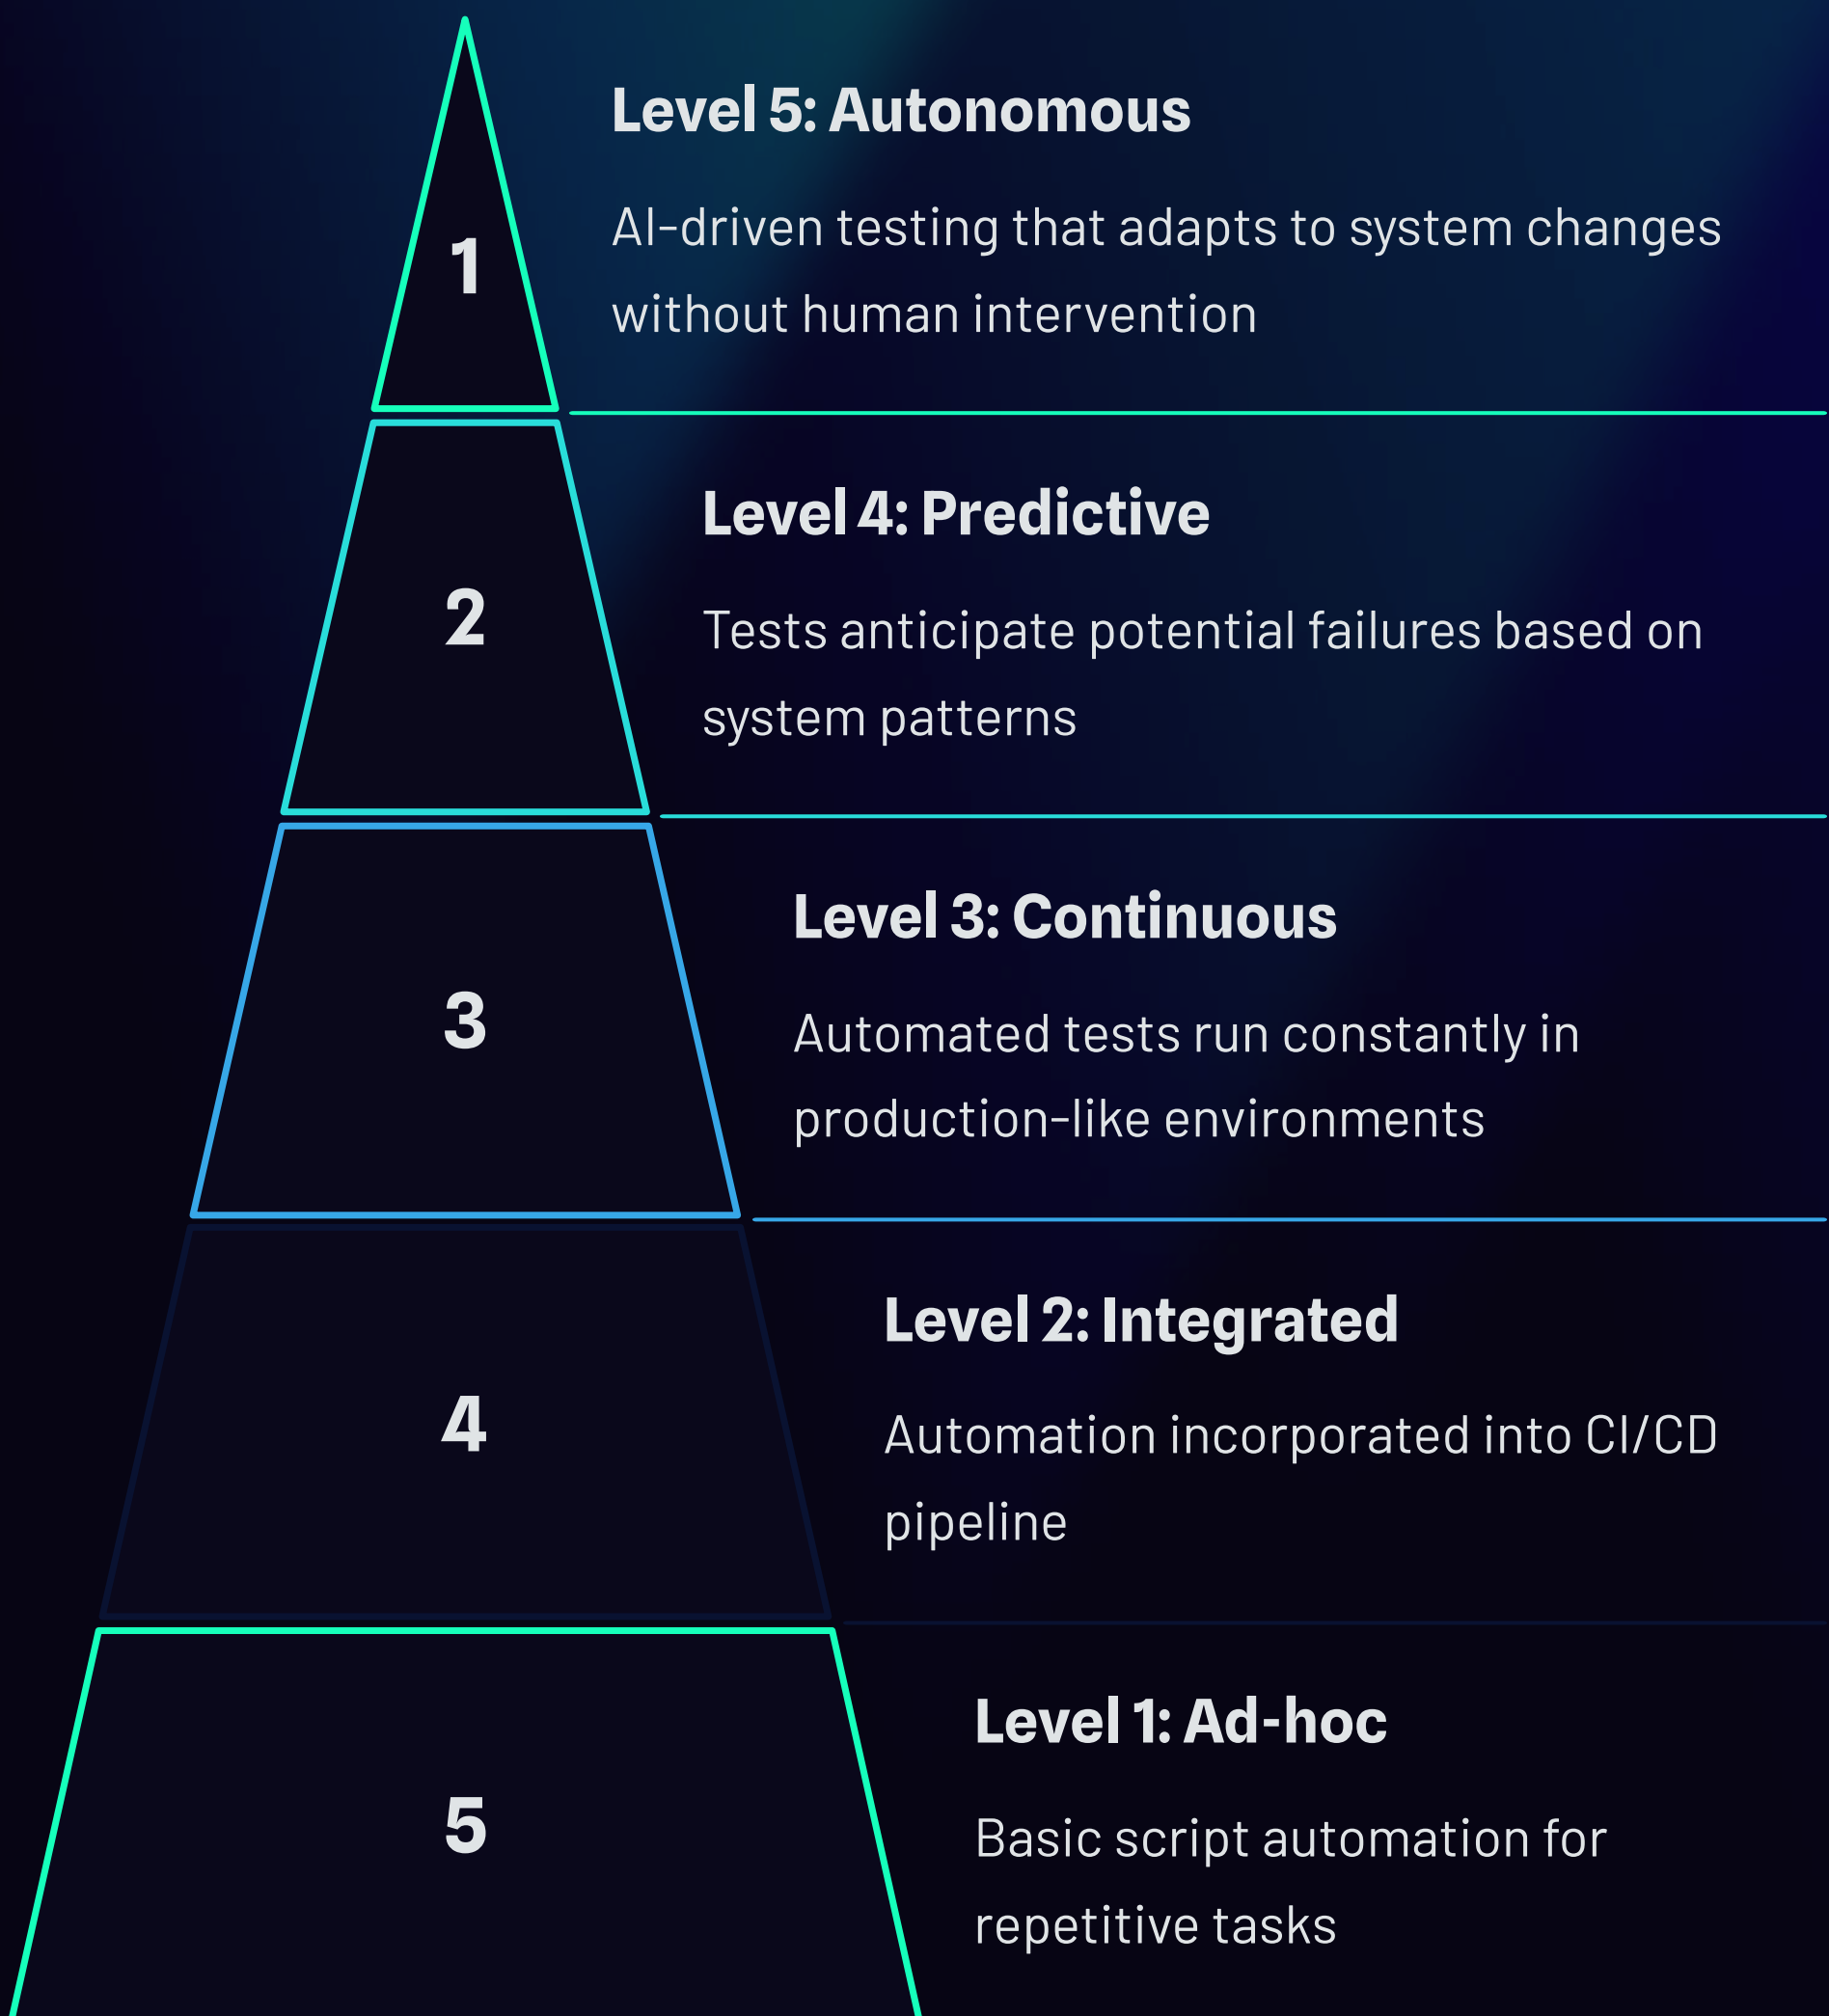 Level 5: Autonomous
AI-driven testing that adapts to system changes
without human intervention
1
Level 4: Predictive
2
Tests anticipate potential failures based on
system patterns
Level 3: Continuous
3
Automated tests run constantly in
production-like environments
Level 2: Integrated
4
Automation incorporated into CI/CD
pipeline
Level 1: Ad-hoc
5
Basic script automation for
repetitive tasks